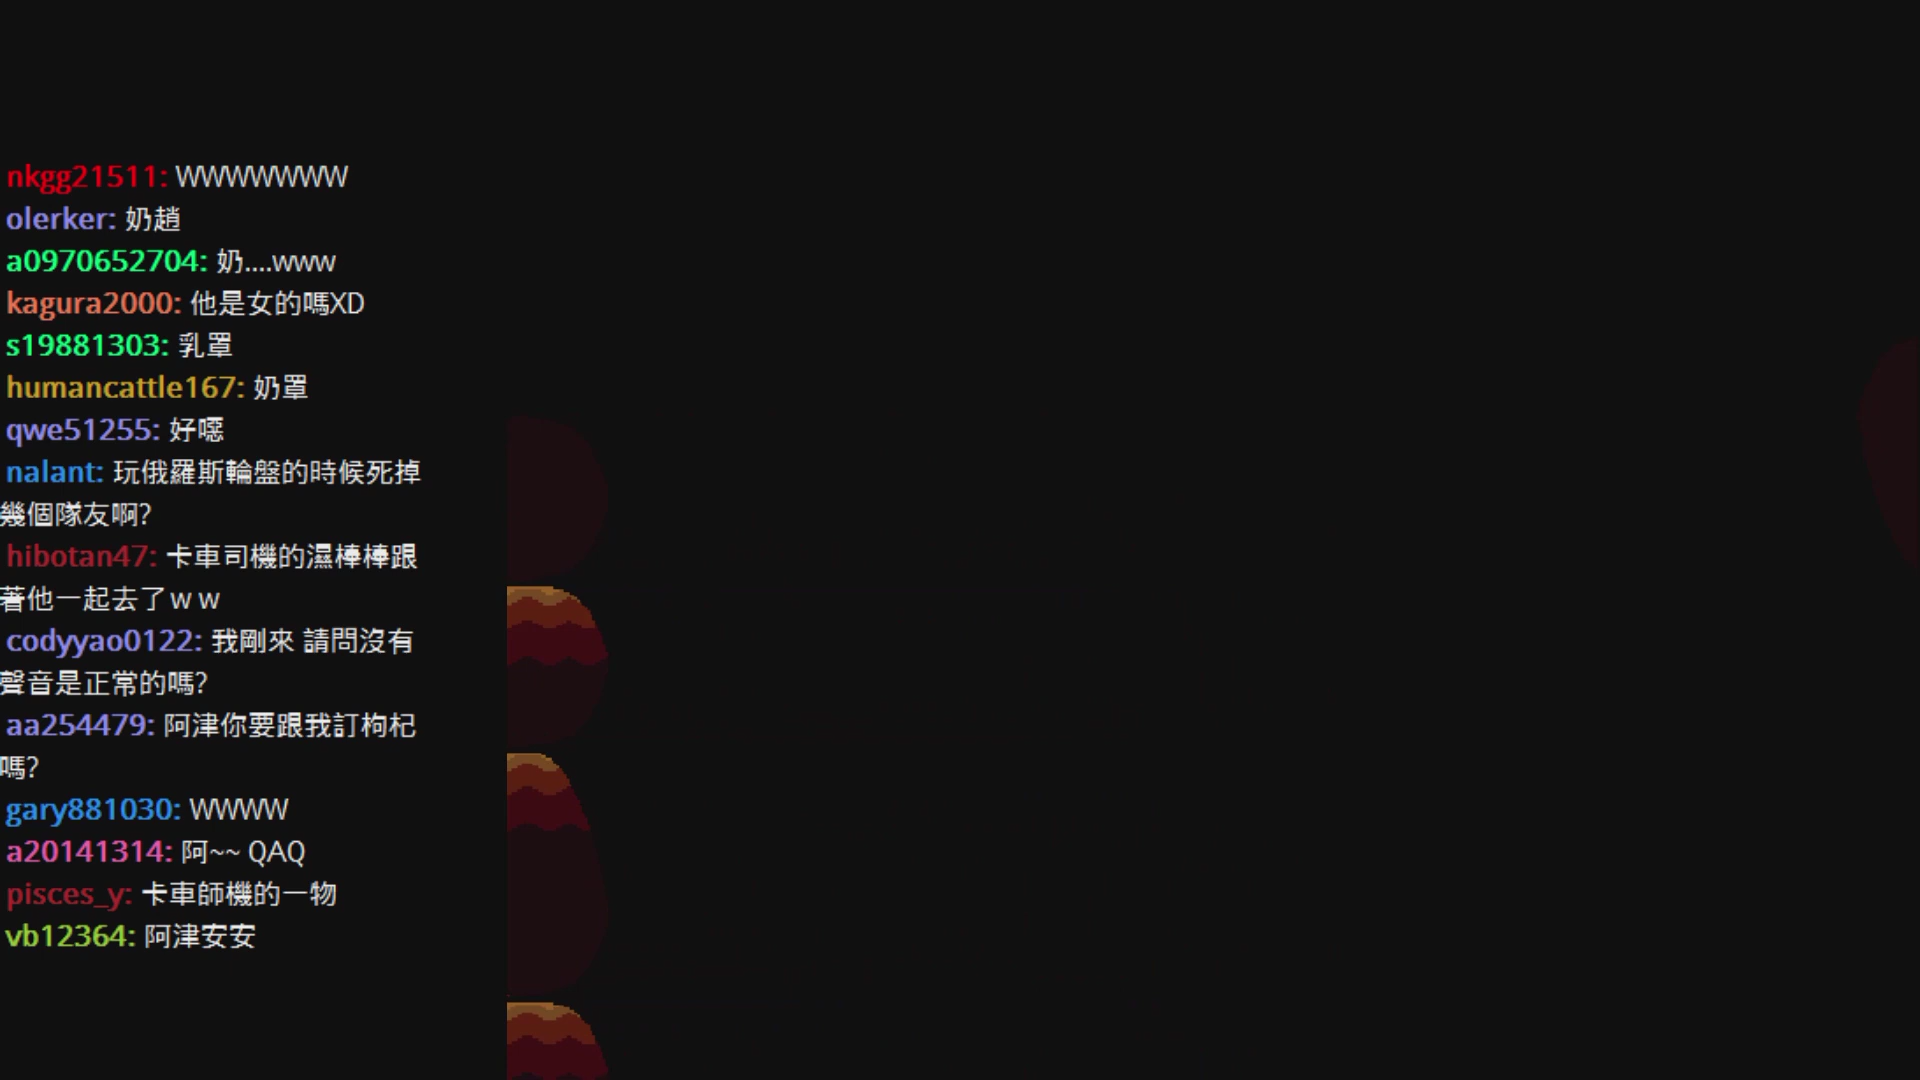 nkgg21511: WWWWWWW
olerker: 奶趙
a0970652704: 奶....www
kagura2000: 他是女的嗎XD
s19881303: 乳罩
humancattle167: 奶罩
qwe51255: 好噁
nalant: 玩俄羅斯輪盤的時候死掉
幾個隊友啊?
hibotan47: 卡車司機的濕棒棒跟
著他一起去了ｗｗ
codyyao0122: 我剛來 請問沒有
聲音是正常的嗎?
aa254479: 阿津你要跟我訂枸杞
嗎?
gary881030: WWWW
a20141314: 阿~~ QAQ
pisces_y: 卡車師機的一物
vb12364: 阿津安安